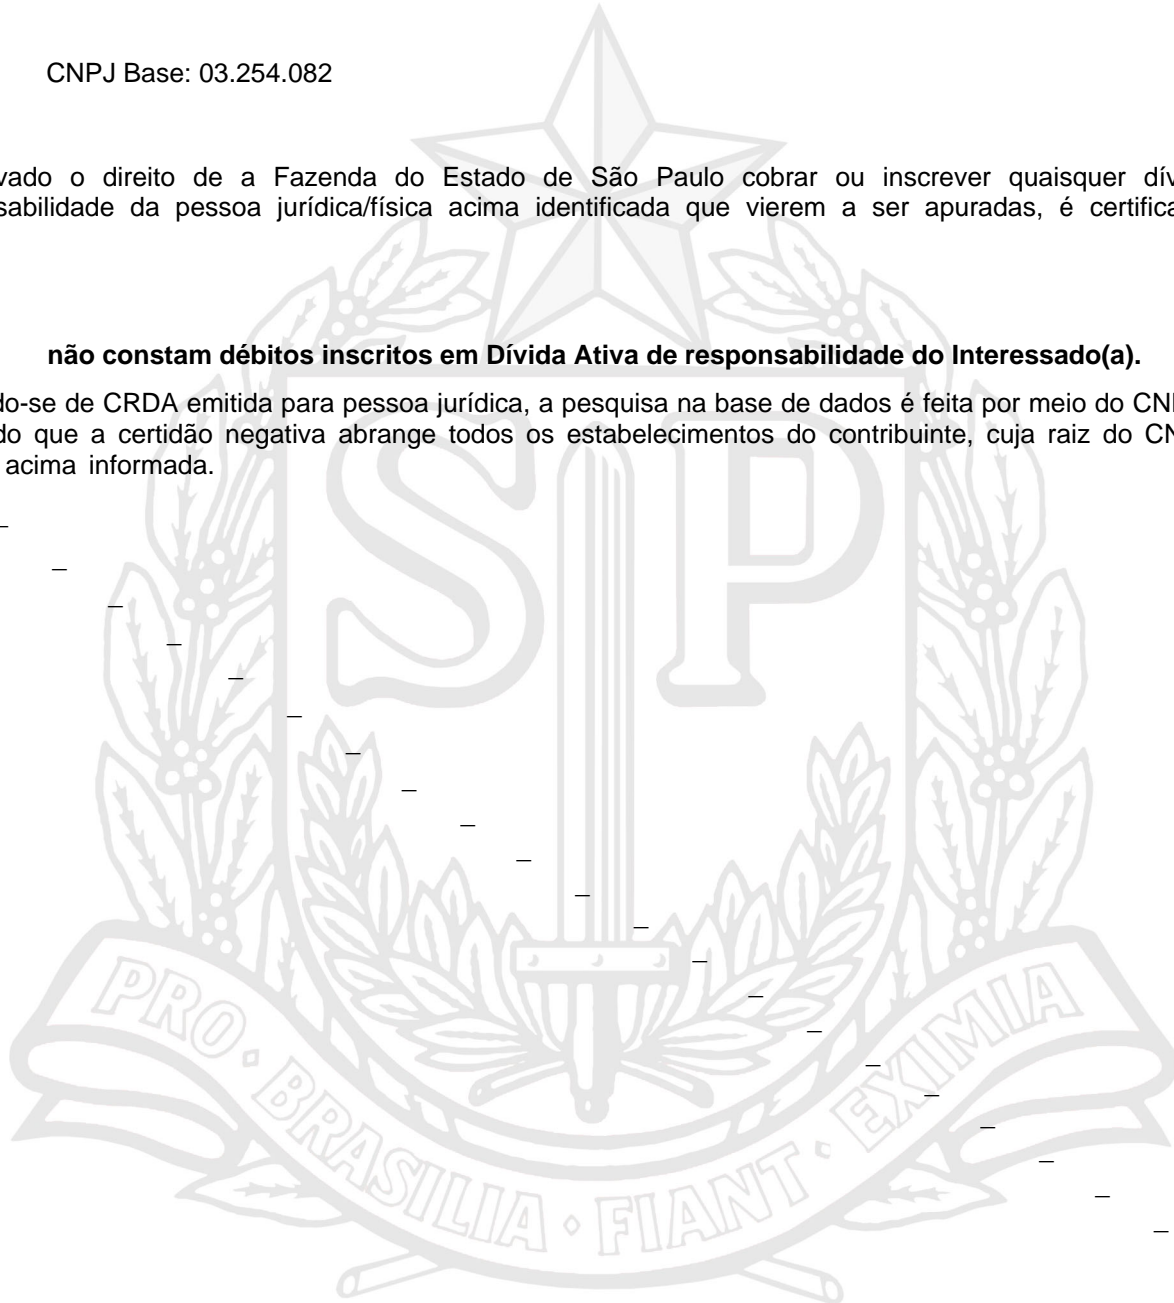 CNPJ Base: 03.254.082
vado o direito de a Fazenda do Estado de São Paulo cobrar ou inscrever quaisquer dív
sabilidade da pessoa jurídica/física acima identificada que vierem a ser apuradas, é certifica
não constam débitos inscritos em Dívida Ativa de responsabilidade do Interessado(a).
do-se de CRDA emitida para pessoa jurídica, a pesquisa na base de dados é feita por meio do CN
do que a certidão negativa abrange todos os estabelecimentos do contribuinte, cuja raiz do CN
acima informada.
SP
PRO · BRASILIA · FIANT · EXIMIA